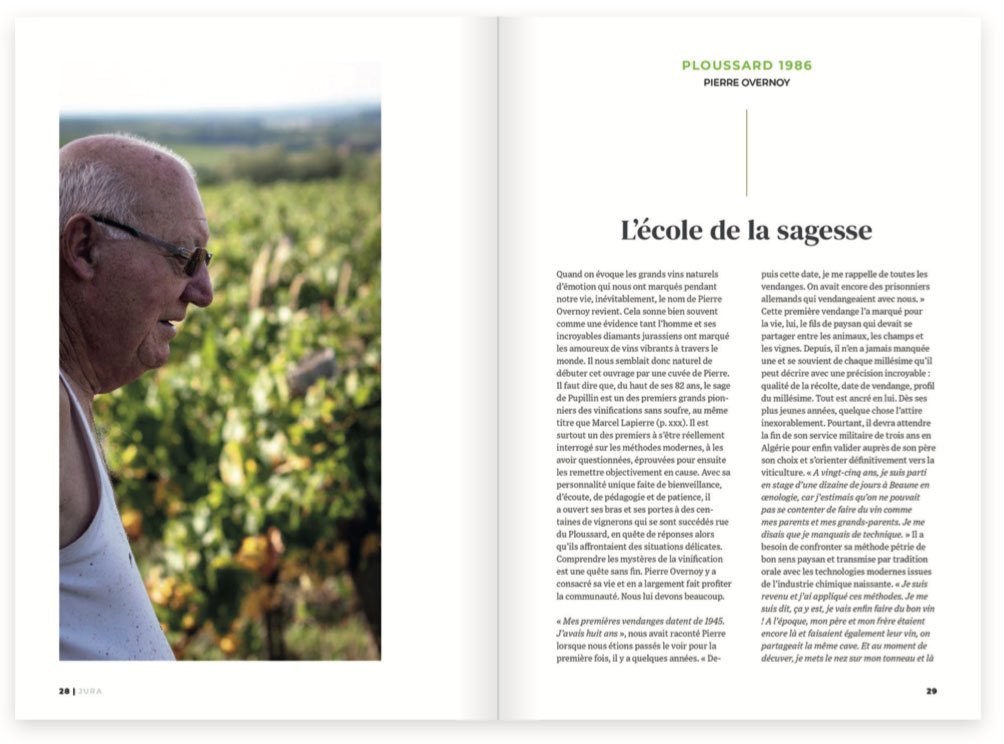 PLOUSSARD 1986
PIERRE OVERNOY
L’école de la sagesse
Quand on évoque les grands vins naturels
d’émotion qui nous ont marqués pendant
notre vie, inévitablement, le nom de Pierre
Overnoy revient. Cela sonne bien souvent
comme une évidence tant l’homme et ses
incroyables diamants jurassiens ont marqué
les amoureux de vins vibrants à travers le
monde. Il nous semblait donc naturel de
débuter cet ouvrage par une cuvée de Pierre.
Il faut dire que, du haut de ses 82 ans, le sage
de Pupillin est un des premiers grands pion-
niers des vinifications sans soufre, au même
titre que Marcel Lapierre (p. xxx). Il est
surtout un des premiers à s’être réellement
interrogé sur les méthodes modernes, à les
avoir questionnées, éprouvées pour ensuite
les remettre objectivement en cause. Avec sa
personnalité unique faite de bienveillance,
d’écoute, de pédagogie et de patience, il
a ouvert ses bras et ses portes à des cen-
taines de vignerons qui se sont succédés rue
du Ploussard, en quête de réponses alors
qu’ils affrontaient des situations délicates.
Comprendre les mystères de la vinification
est une quête sans fin. Pierre Overnoy y a
consacré sa vie et en a largement fait profiter
la communauté. Nous lui devons beaucoup.
« Mes premières vendanges datent de 1945.
J’avais huit ans », nous avait raconté Pierre
lorsque nous étions passés le voir pour la
première fois, il y a quelques années. « De-
puis cette date, je me rappelle de toutes les
vendanges. On avait encore des prisonniers
allemands qui vendangeaient avec nous. »
Cette première vendange l’a marqué pour
la vie, lui, le fils de paysan qui devait se
partager entre les animaux, les champs et
les vignes. Depuis, il n’en a jamais manquée
une et se souvient de chaque millésime qu’il
peut décrire avec une précision incroyable :
qualité de la récolte, date de vendange, profil
du millésime. Tout est ancré en lui. Dès ses
plus jeunes années, quelque chose l’attire
inexorablement. Pourtant, il devra attendre
la fin de son service militaire de trois ans en
Algérie pour enfin valider auprès de son père
son choix et s’orienter définitivement vers la
viticulture. « A vingt-cinq ans, je suis parti
en stage d’une dizaine de jours à Beaune en
œnologie, car j’estimais qu’on ne pouvait
pas se contenter de faire du vin comme
mes parents et mes grands-parents. Je me
disais que je manquais de technique. » Il a
besoin de confronter sa méthode pétrie de
bon sens paysan et transmise par tradition
orale avec les technologies modernes issues
de l’industrie chimique naissante. « Je suis
revenu et j’ai appliqué ces méthodes. Je me
suis dit, ça y est, je vais enfin faire du bon vin
! A l’époque, mon père et mon frère étaient
encore là et faisaient également leur vin, on
partageait la même cave. Et au moment de
décuver, je mets le nez sur mon tonneau et là
28 | JURA
29